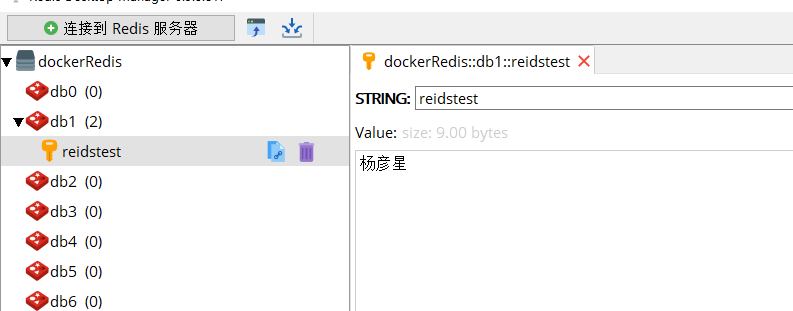 连接到 Redis 服务器
dockerRedis
db0 (0)
db1 (2)
reidstest
db2 (0)
db3 (0)
db4 (0)
db5 (0)
db6 (0)
dockerRedis::db1::reidstest
STRING: reidstest
Value: size: 9.00 bytes
杨彦星